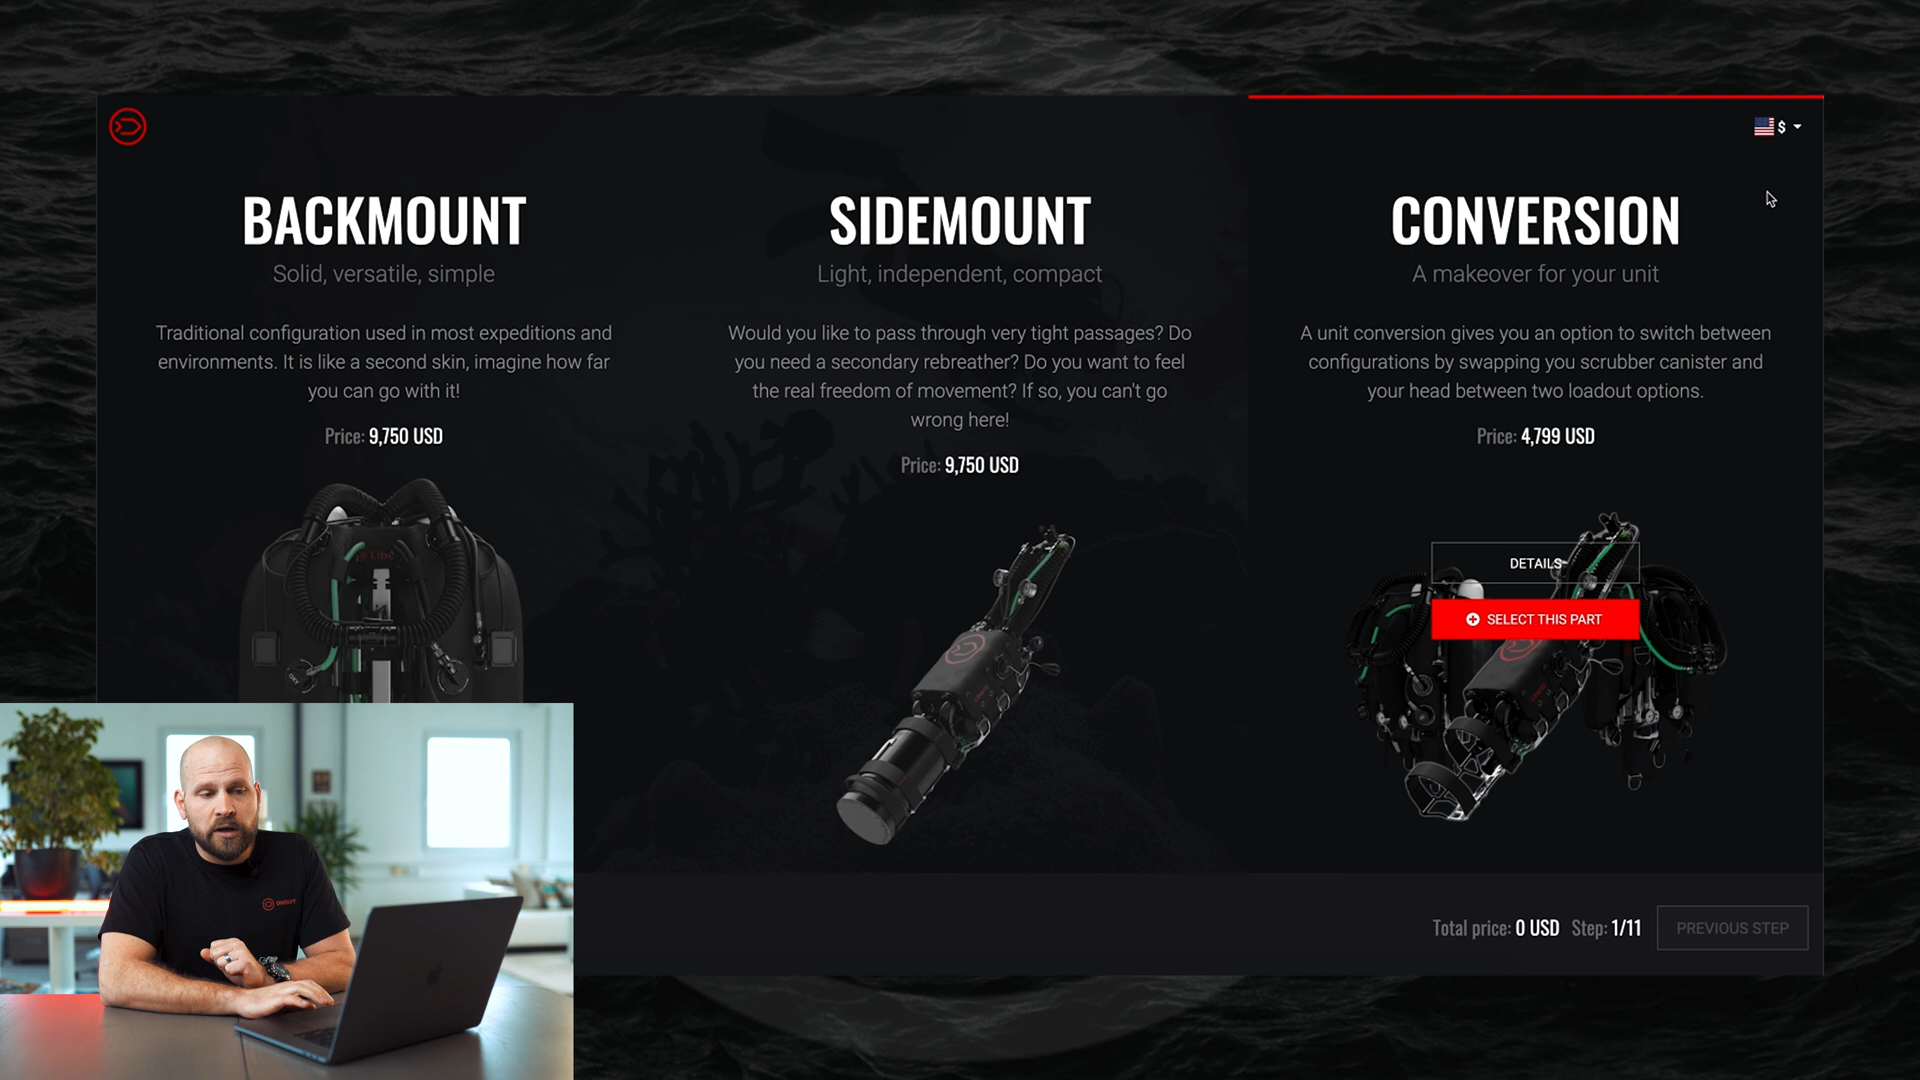 $
BACKMOUNT
Solid, versatile, simple
Traditional configuration used in most expeditions and
environments. It is like a second skin, imagine how far
you can go with it!
Price: 9,750 USD
SIDEMOUNT
Light, independent, compact
Would you like to pass through very tight passages? Do
you need a secondary rebreather? Do you want to feel
the real freedom of movement? If so, you can't go
wrong here!
Price: 9,750 USD
CONVERSION
A makeover for your unit
A unit conversion gives you an option to switch between
configurations by swapping you scrubber canister and
your head between two loadout options.
Price: 4,799 USD
DETAILS
SELECT THIS PART
Total price: 0 USD Step: 1/11
PREVIOUS STEP